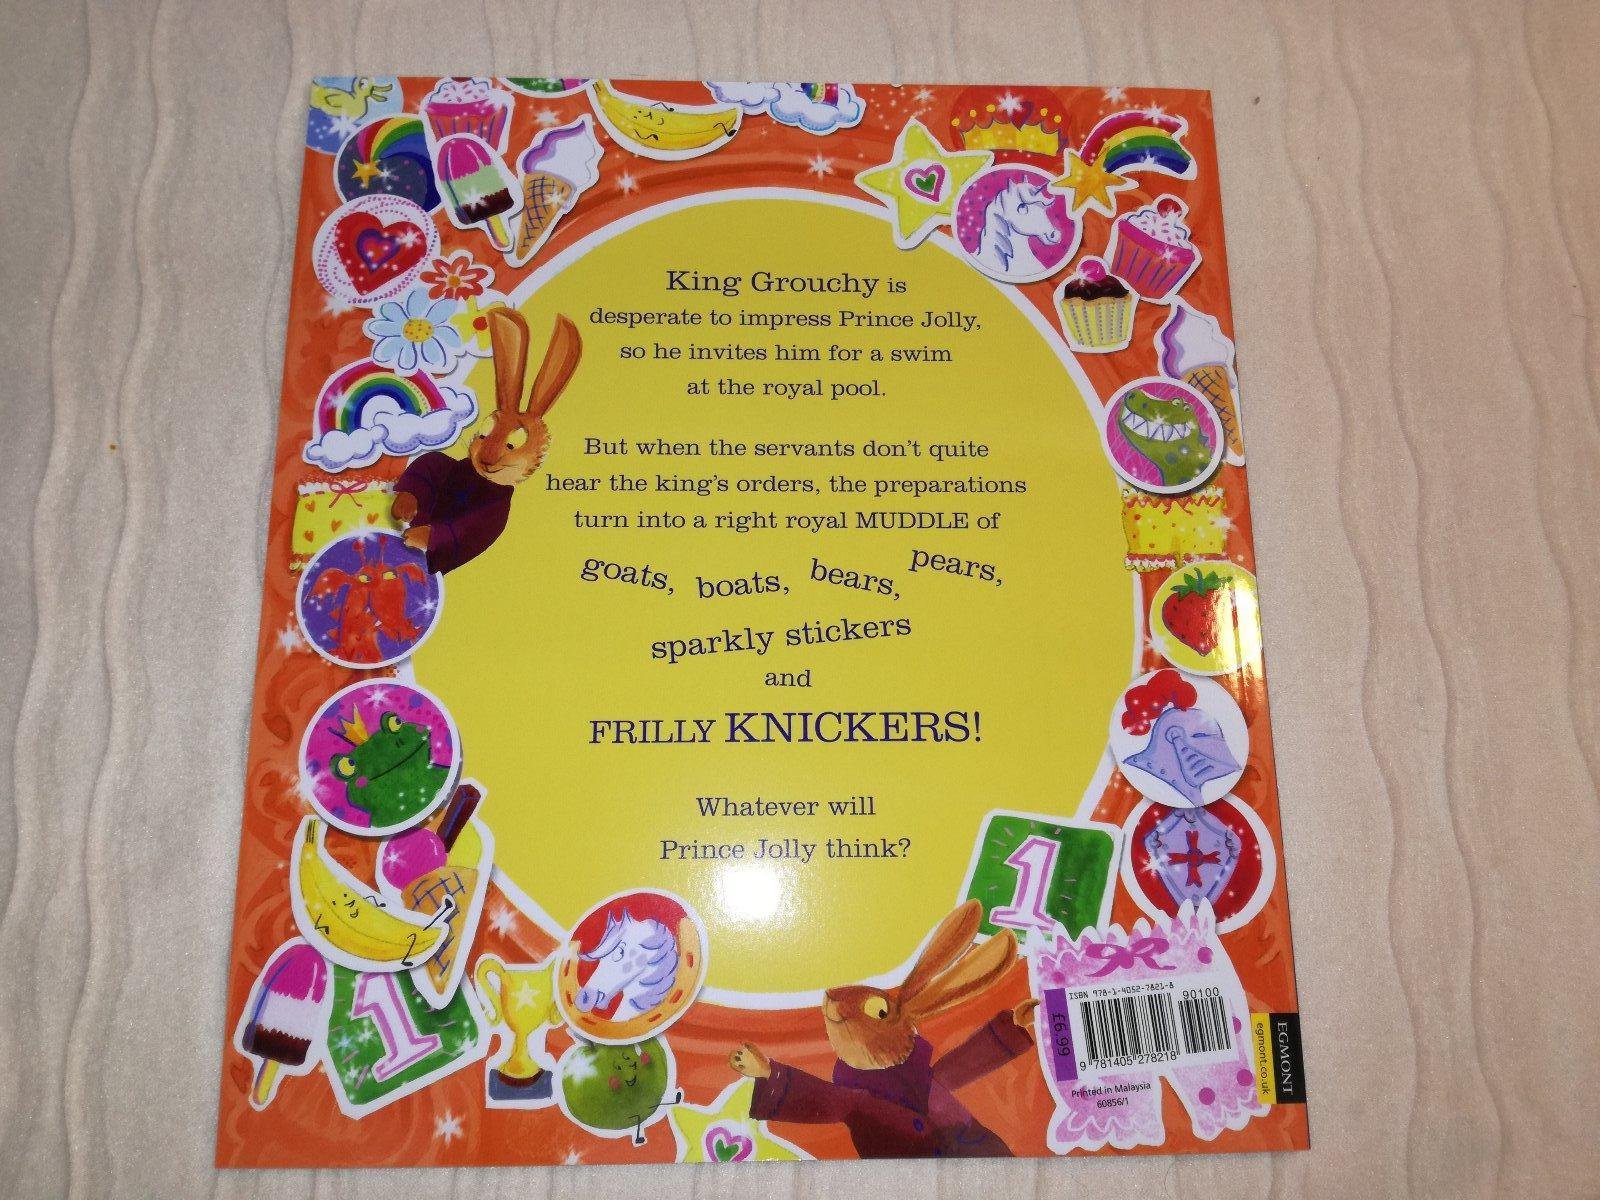 King Grouchy is
desperate to impress Prince Jolly,
so he invites him for a swim
at the royal pool.
But when the servants don't quite
hear the king's orders, the preparations
turn into a right royal MUDDLE of
goats, boats, bears, pears,
sparkly stickers
and
FRILLY KNICKERS!
Whatever will
Prince Jolly think?
1
1
ISBN 978-1-4052-7821-8
90100
£6.99
9 781405 278218
Printed in Malaysia
60856/1
EGMONT
egmont.co.uk